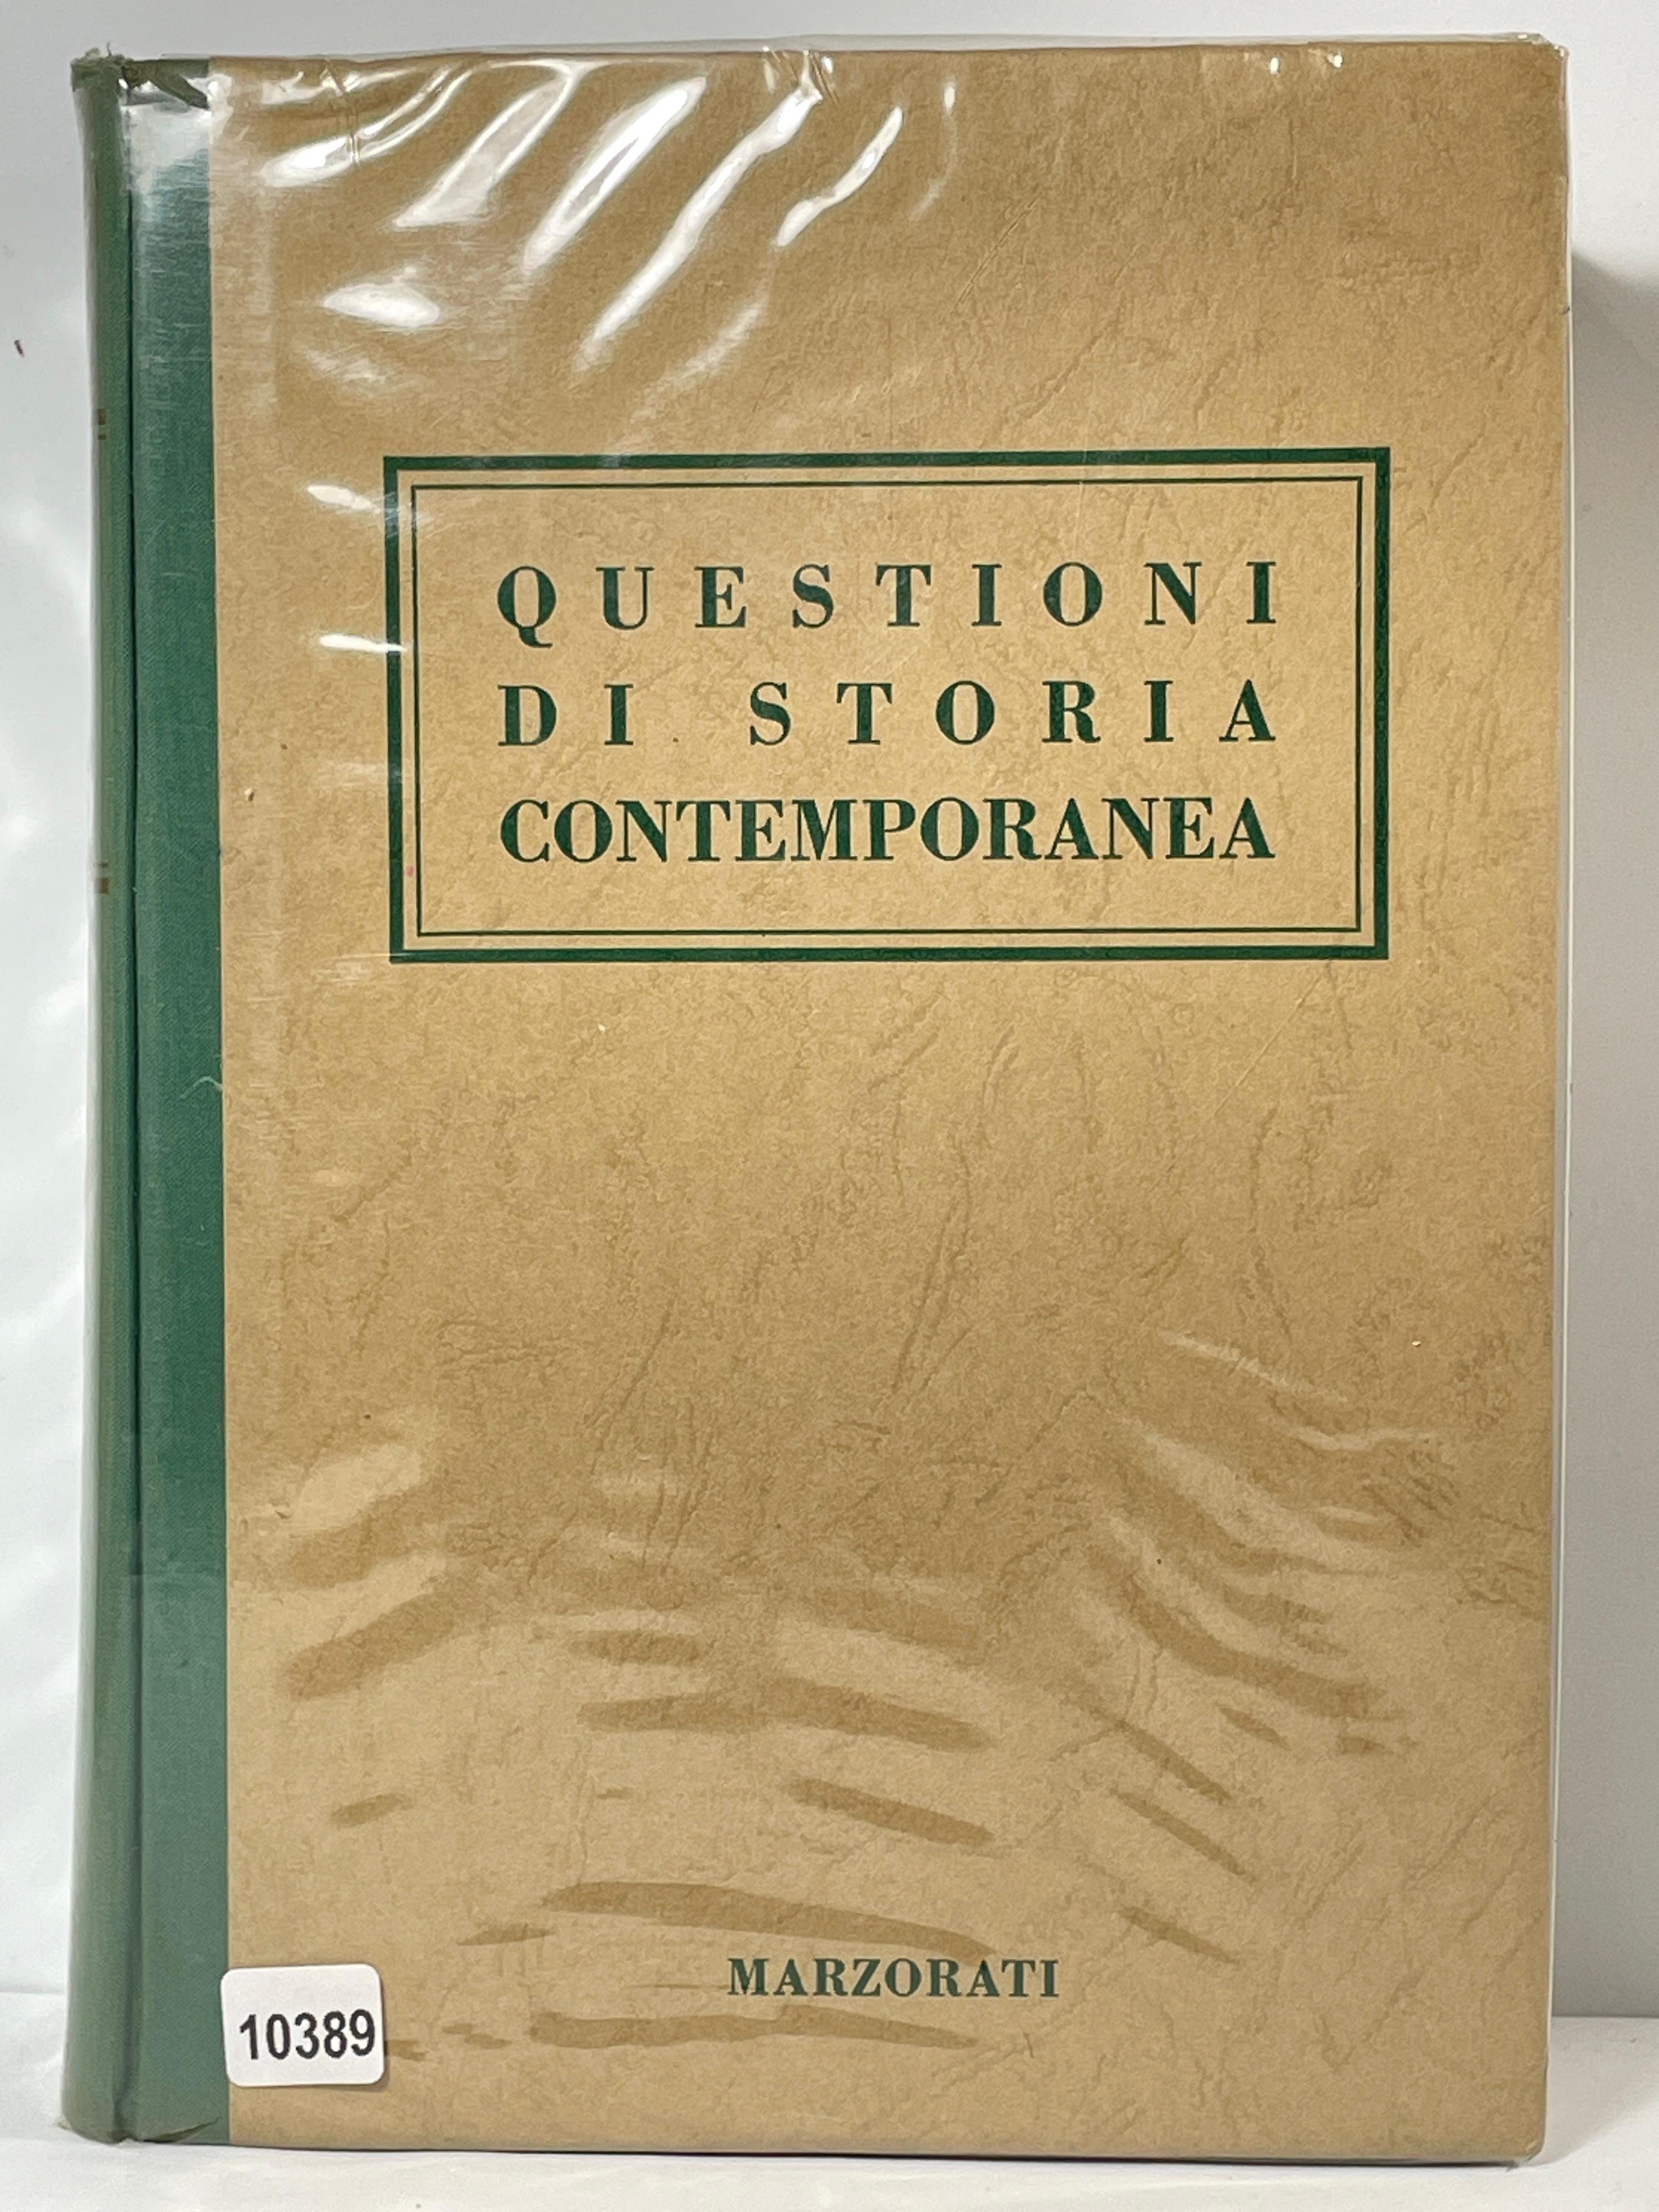 QUESTIONI
DI STORIA
CONTEMPORANEA
MARZORATI
10389